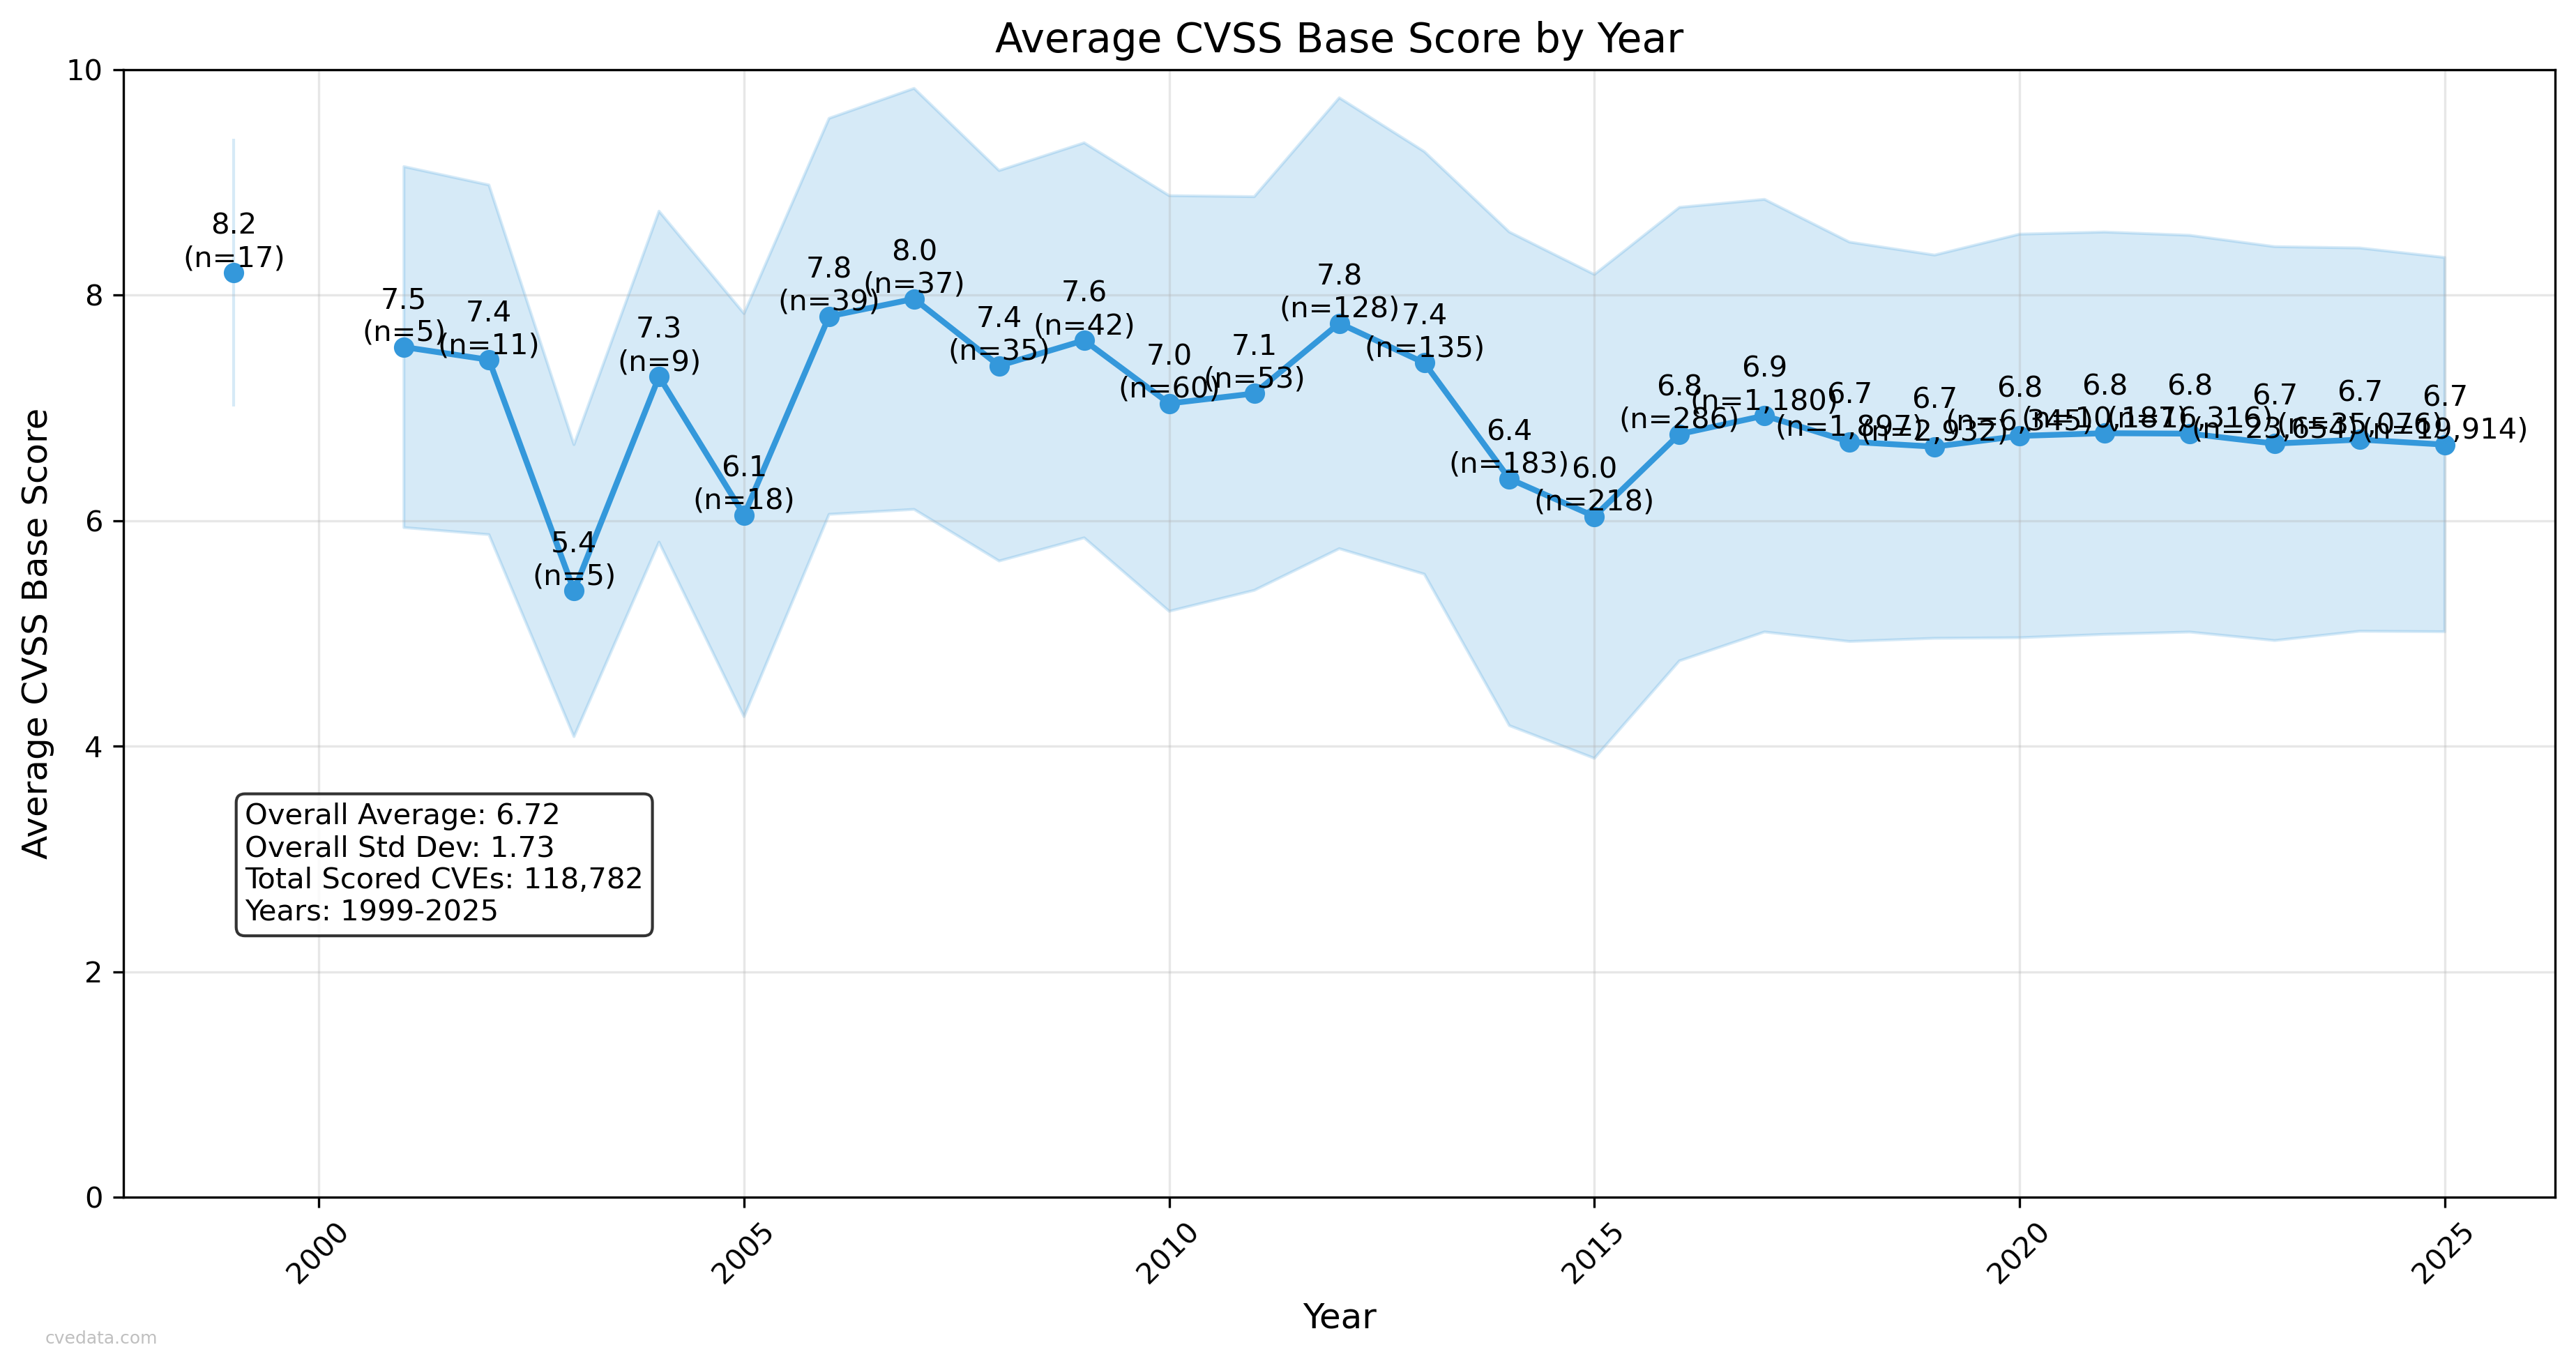 Average CVSS Base Score by Year
Average CVSS Base Score
10
8
6
4
2
0
8.2
(n=17)
7.5
(n=5)
7.4
(n=11)
5.4
(n=5)
7.3
(n=9)
6.1
(n=18)
7.8
(n=39)
8.0
(n=37)
7.4
(n=35)
7.6
(n=42)
7.0
(n=60)
7.1
(n=53)
7.8
(n=128)
7.4
(n=135)
6.4
(n=183)
6.0
(n=218)
6.8
(n=286)
6.9
(n=1,180)
6.7
(n=1,897)
6.7
(n=2,932)
6.8
(n=6,345)
6.8
(n=10,187)
6.8
(n=16,316)
6.7
(n=23,654)
6.7
(n=35,076)
6.7
(n=19,914)
Overall Average: 6.72
Overall Std Dev: 1.73
Total Scored CVEs: 118,782
Years: 1999-2025
2000
2005
2010
2015
2020
2025
Year
cvedata.com